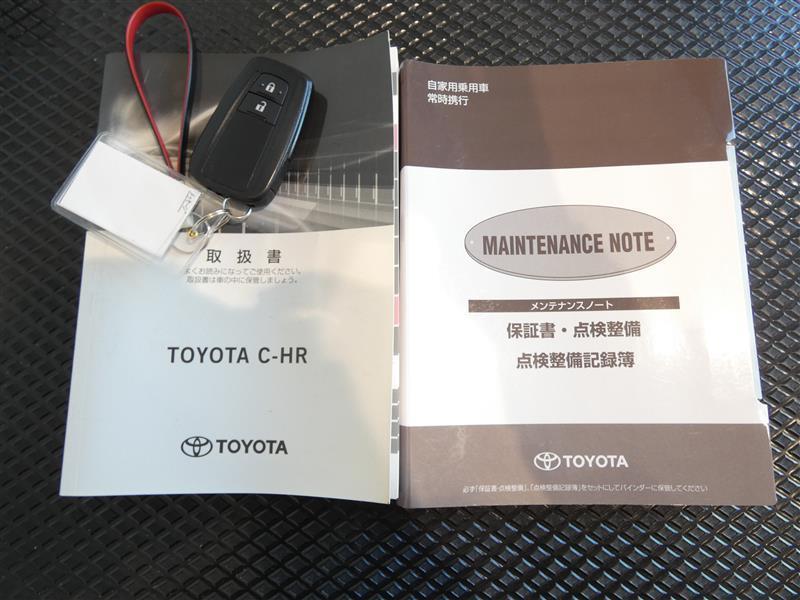 取扱書
よくお読みになってご使用ください。
取扱書は車の中に保管しましょう。
TOYOTA C-HR
TOYOTA
自家用乗用車
常時携行
MAINTENANCE NOTE
メンテナンスノート
保証書・点検整備
点検整備記録簿
TOYOTA
必ず「保証書・点検整備」、「点検整備記録簿」をセットにしてバインダーに保管してください